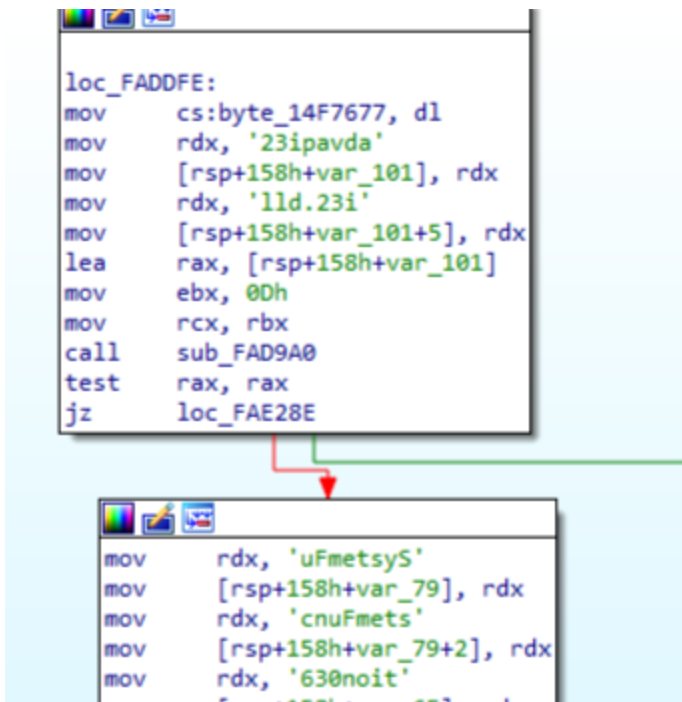 loc_FADDFE:
mov cs:byte_14F7677, dl
mov rdx, '23ipavda'
mov [rsp+158h+var_101], rdx
mov rdx, 'lld.23i'
mov [rsp+158h+var_101+5], rdx
lea rax, [rsp+158h+var_101]
mov ebx, 0Dh
mov rcx, rbx
call sub_FAD9A0
test rax, rax
jz loc_FAE28E
mov rdx, 'uFmetsyS'
mov [rsp+158h+var_79], rdx
mov rdx, 'cnuFmets'
mov [rsp+158h+var_79+2], rdx
mov rdx, '630noit'